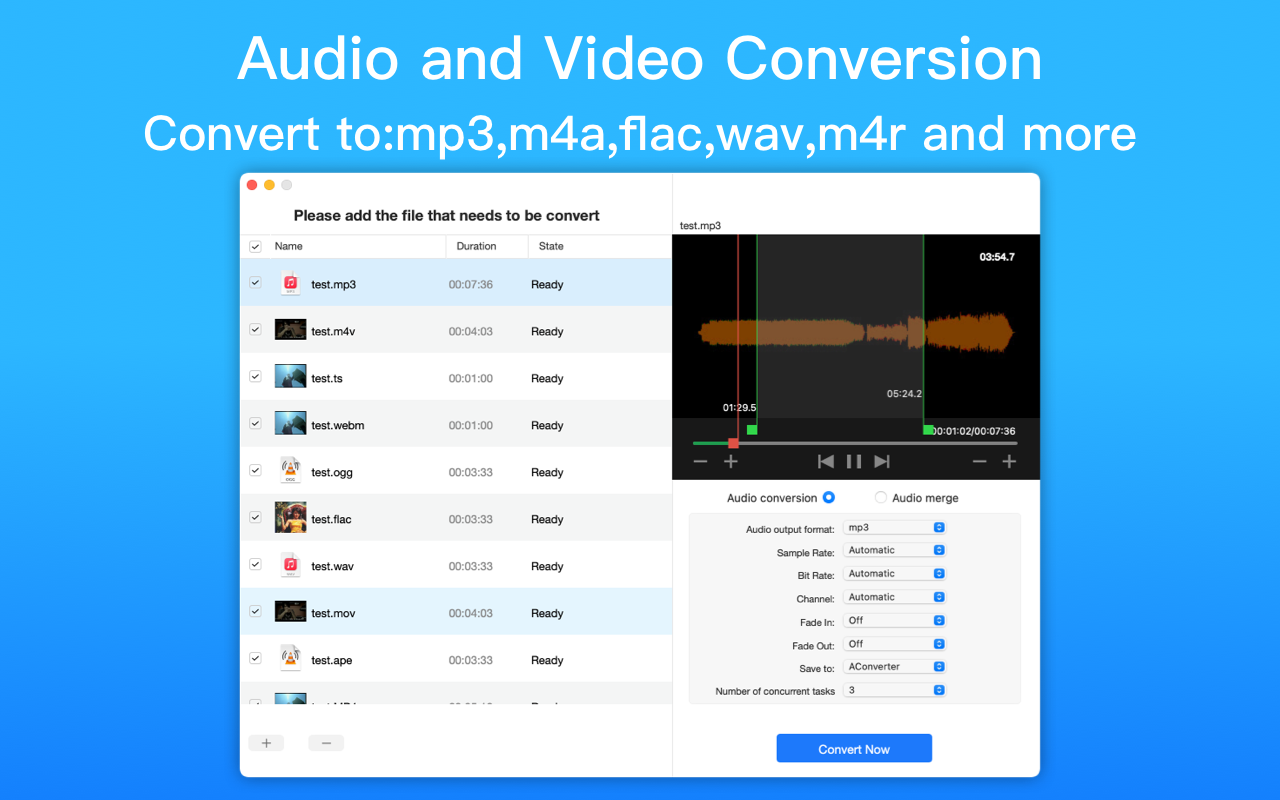 Audio and Video Conversion
Convert to:mp3,m4a,flac,wav,m4r and more
Please add the file that needs to be convert
Name Duration State
test.mp3 00:07:36 Ready
test.m4v 00:04:03 Ready
test.ts 00:01:00 Ready
test.webm 00:01:00 Ready
OGG
test.ogg 00:03:33 Ready
test.flac 00:03:33 Ready
test.wav 00:03:33 Ready
test.mov 00:04:03 Ready
test.ape 00:03:33 Ready
test.mp3
03:54.7
05:24.2
01:29.5
00:01:02/00:07:36
Audio conversion Audio merge
Audio output format: mp3
Sample Rate: Automatic
Bit Rate: Automatic
Channel: Automatic
Fade In: Off
Fade Out: Off
Save to: AConverter
Number of concurrent tasks 3
Convert Now